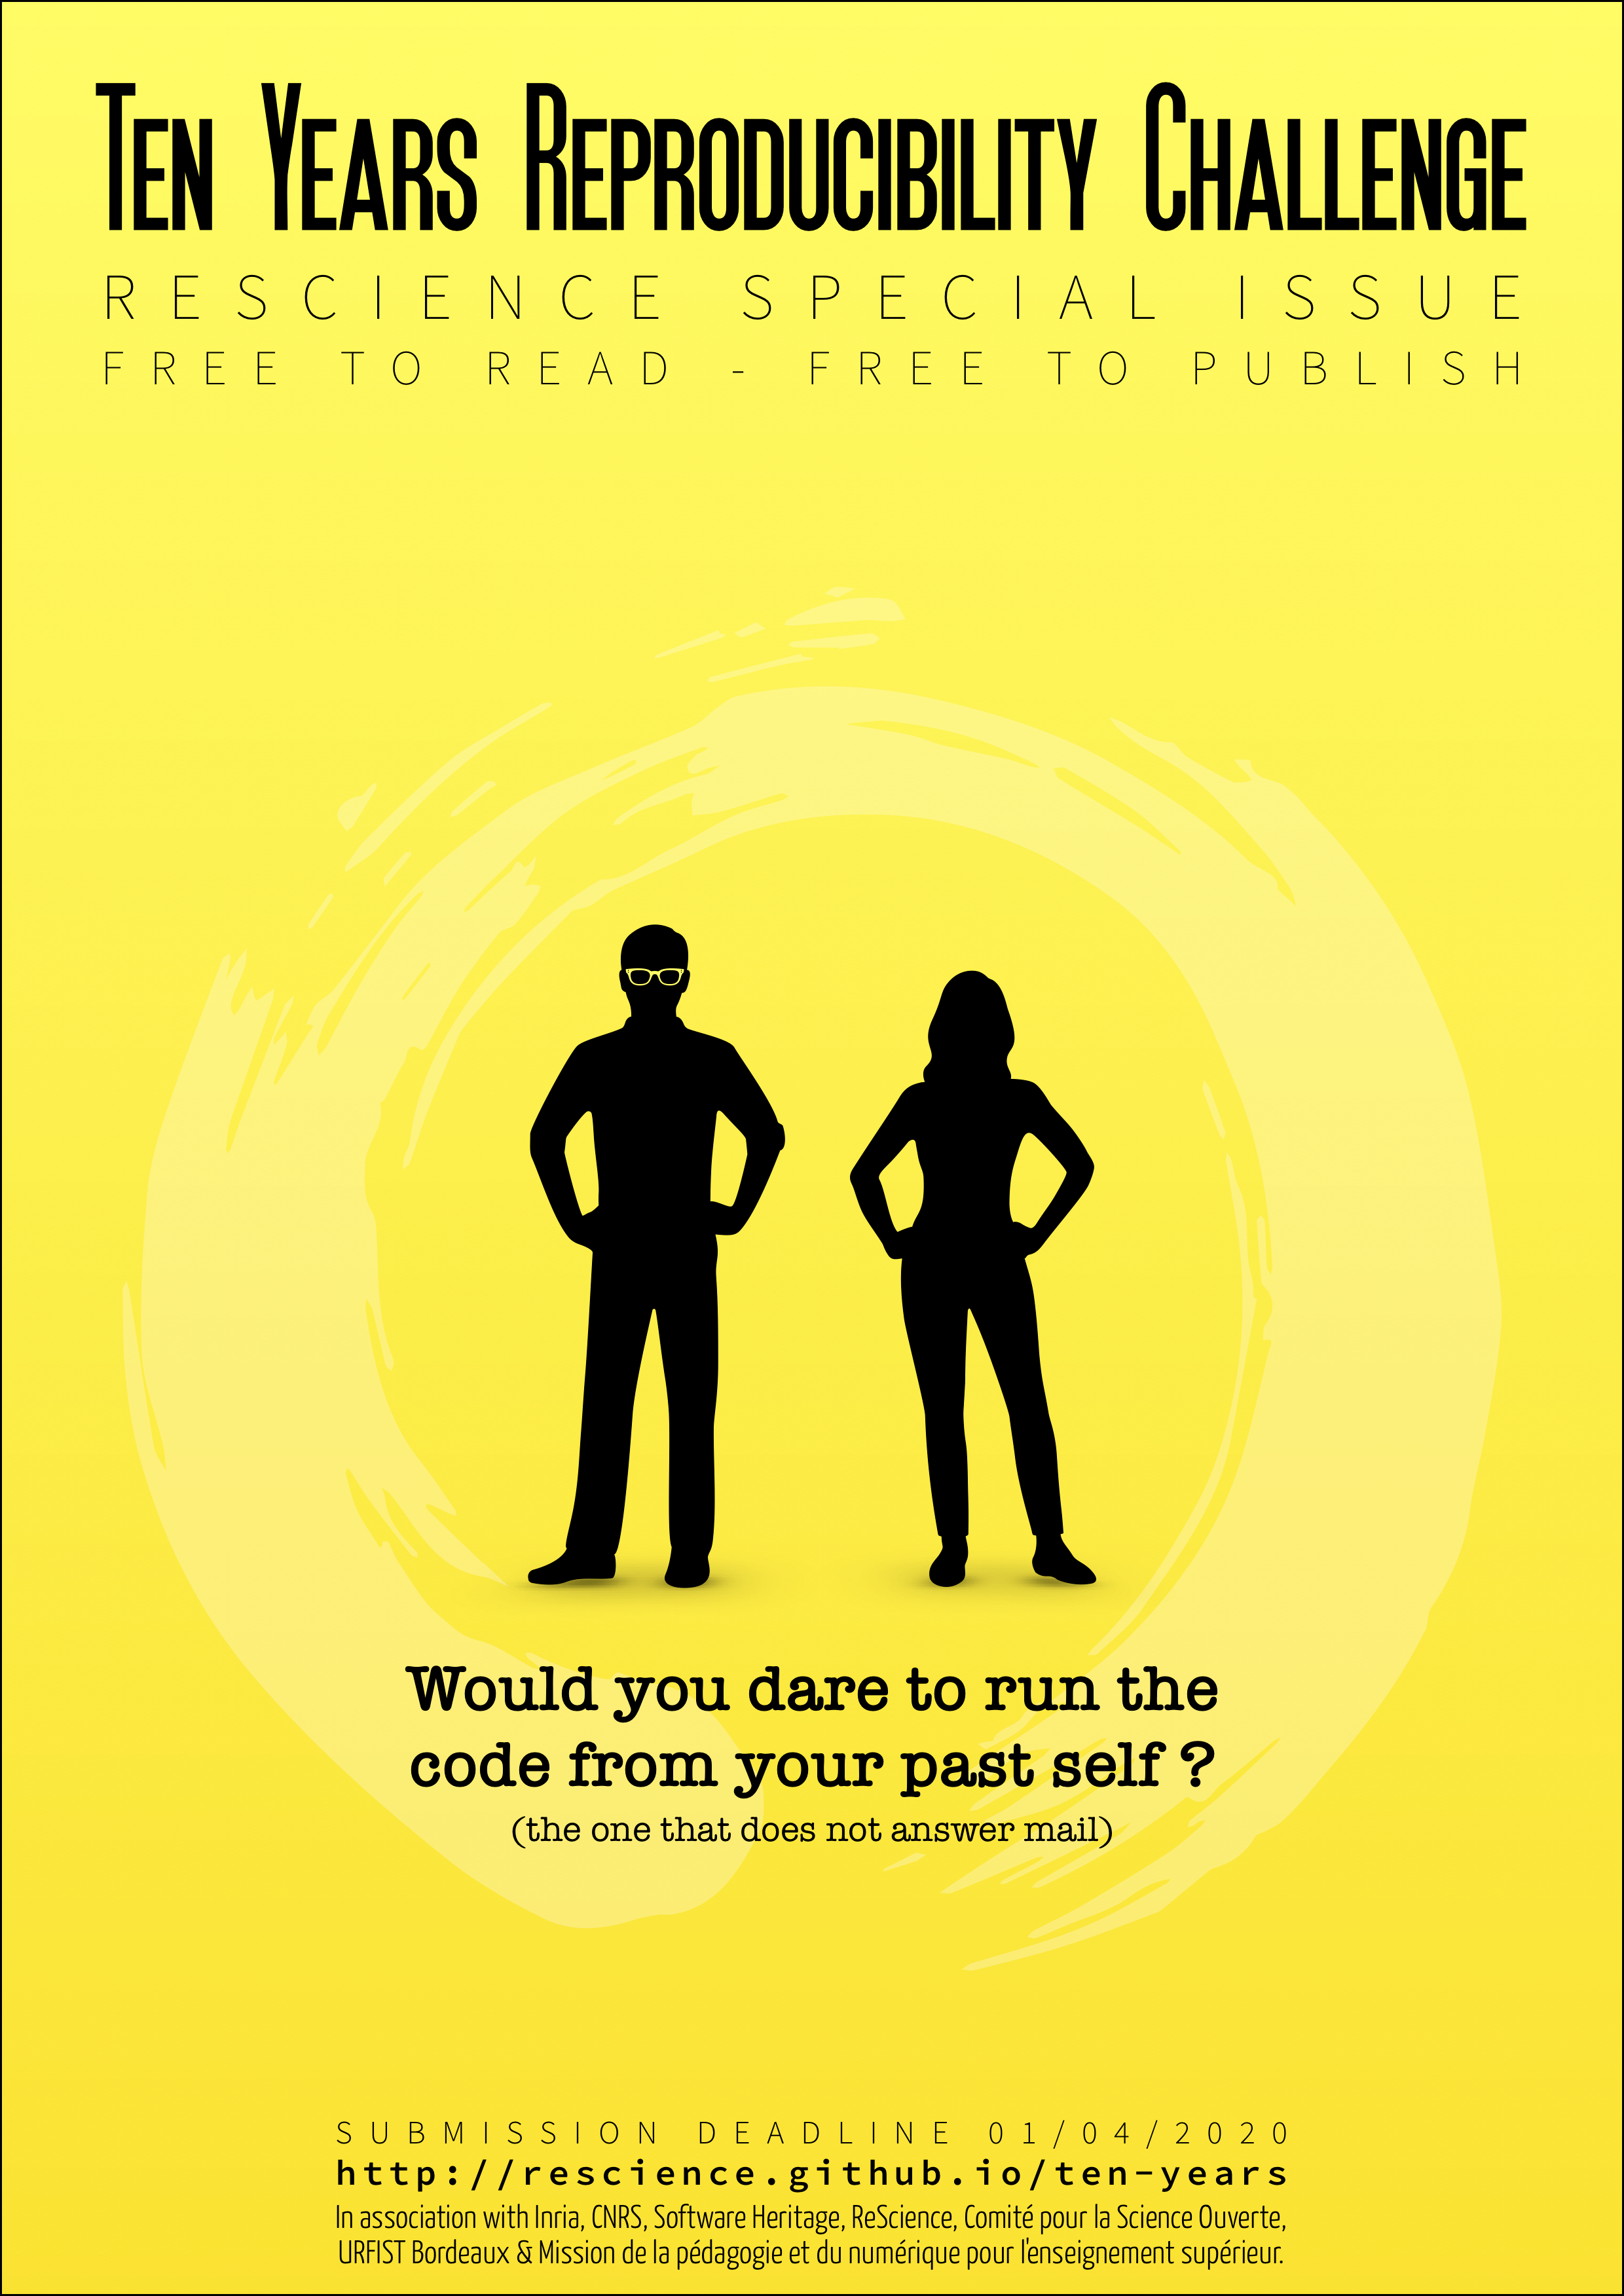 Ten Years Reproducibility Challenge
RESCIENCE SPECIAL ISSUE
FREE TO READ - FREE TO PUBLISH
Would you dare to run the
code from your past self ?
(the one that does not answer mail)
SUBMISSION DEADLINE 01/04/2020
http://rescience.github.io/ten-years
In association with Inria, CNRS, Software Heritage, ReScience, Comité pour la Science Ouverte,
URFIST Bordeaux & Mission de la pédagogie et du numérique pour l'enseignement supérieur.